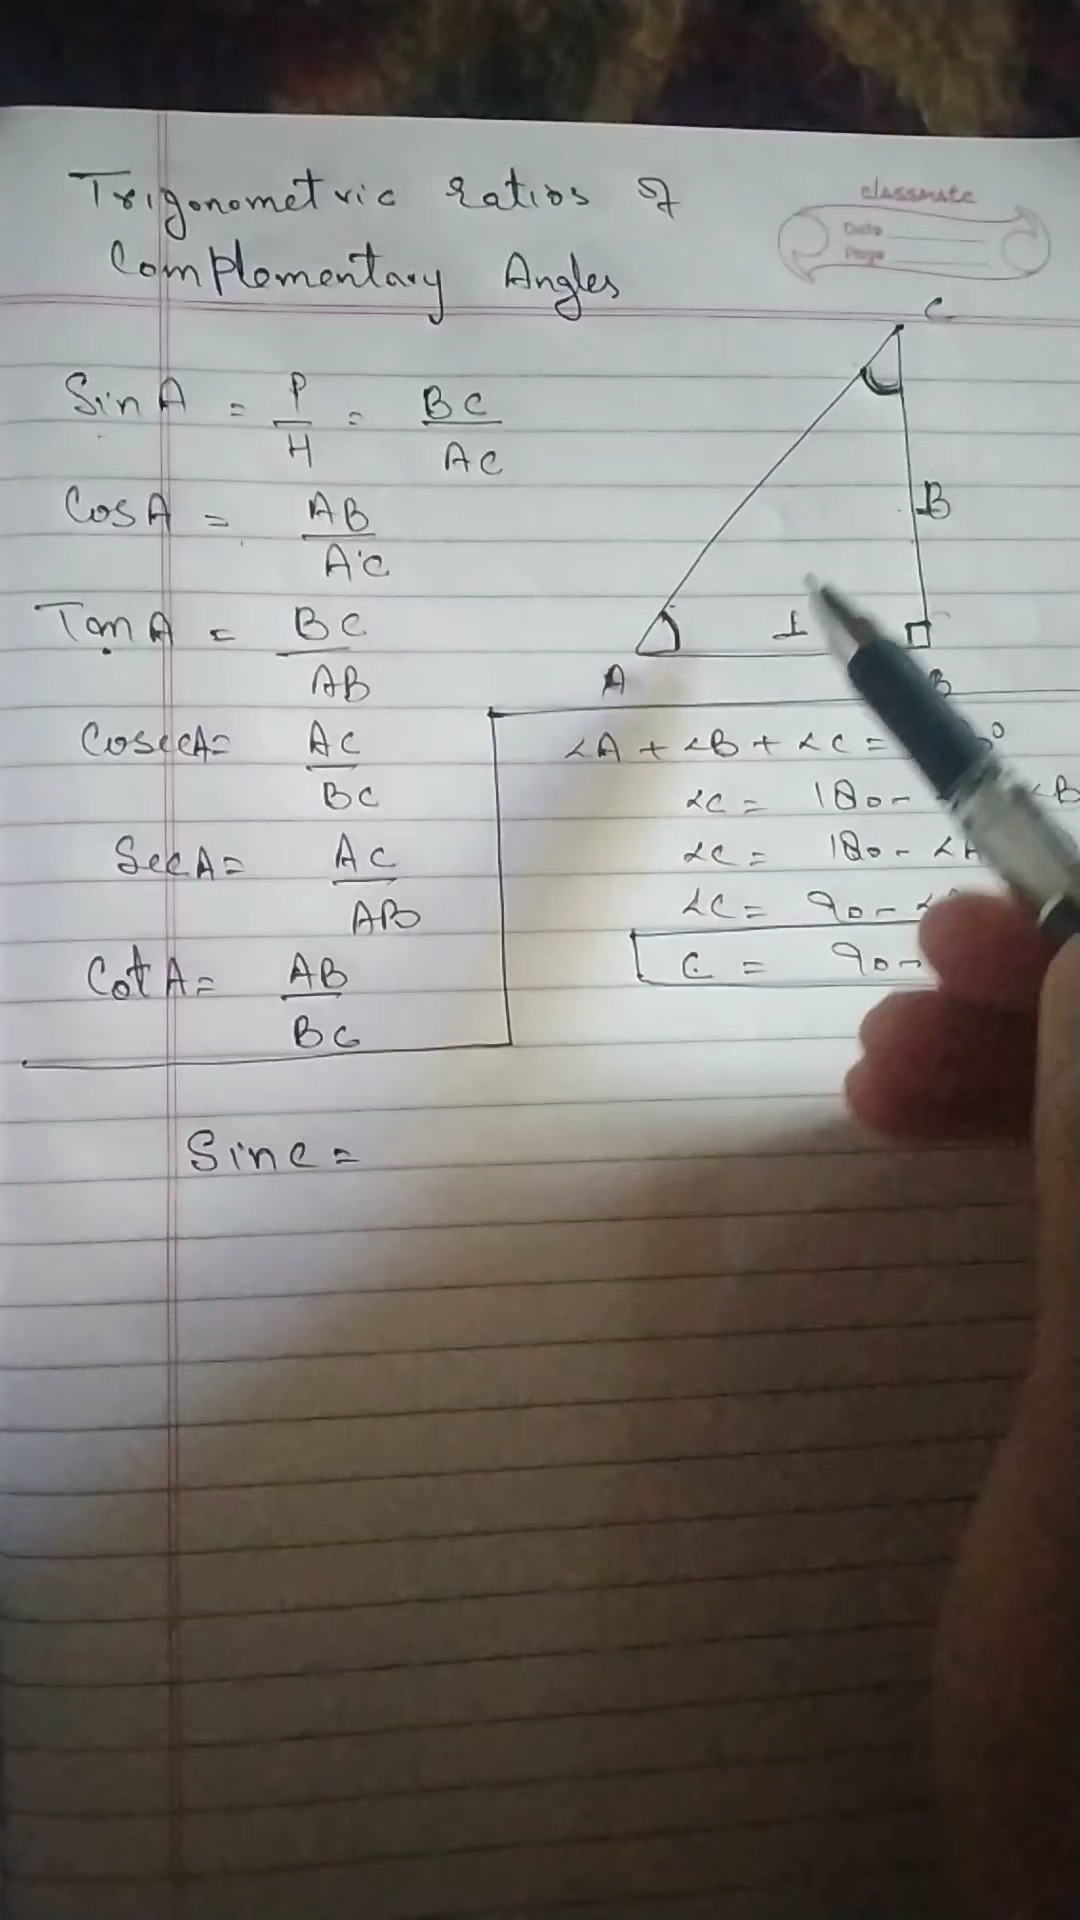 Trigonometric ratios of
Complementary Angles
classmate
Date
Page
Sin A = P/H = BC/AC
Cos A = AB/AC
Tan A = BC/AB
Cosec A = AC/BC
Sec A = AC/AB
Cot A = AB/BC
C
B
⊥
A
B
∠A + ∠B + ∠C =
∠C = 180 - ∠B
∠C = 180 - ∠A
∠C = 90 -
C = 90 -
Sin C =